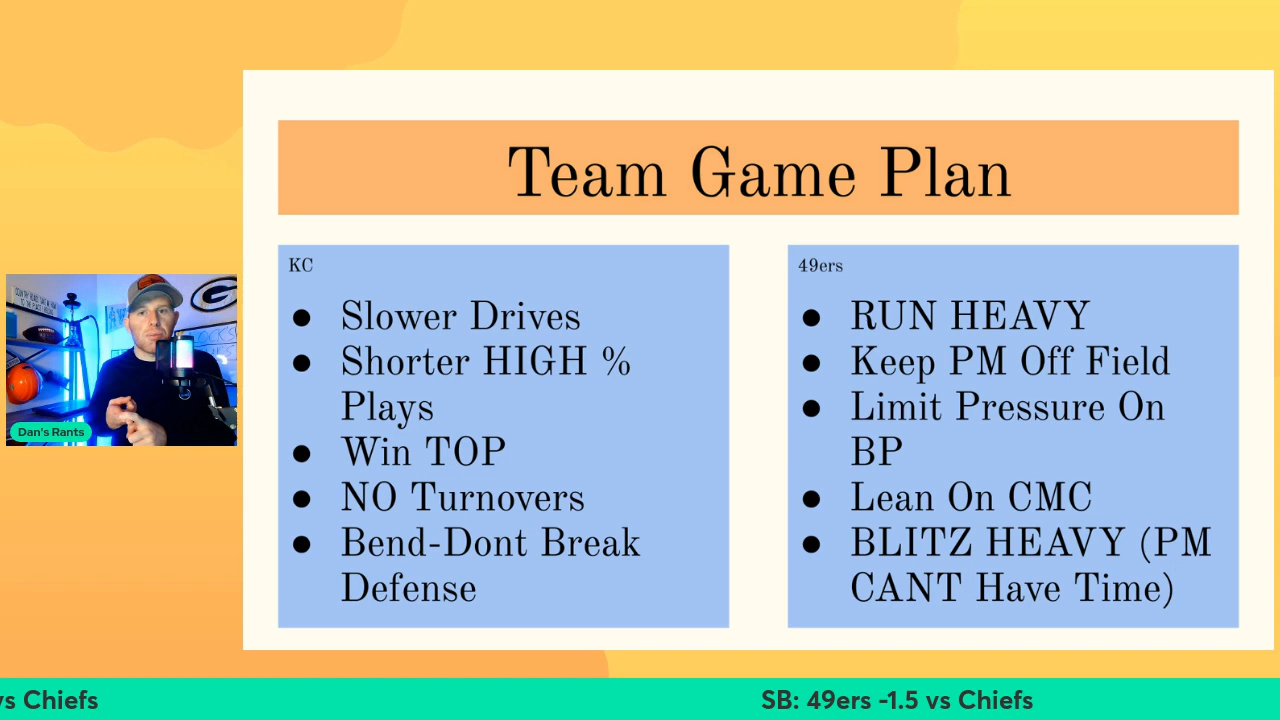 Team Game Plan
KC
● Slower Drives
● Shorter HIGH %
Plays
● Win TOP
● NO Turnovers
● Bend-Dont Break
Defense
49ers
● RUN HEAVY
● Keep PM Off Field
● Limit Pressure On
BP
● Lean On CMC
● BLITZ HEAVY (PM
CANT Have Time)
Dan's Rants
vs Chiefs
SB: 49ers -1.5 vs Chiefs